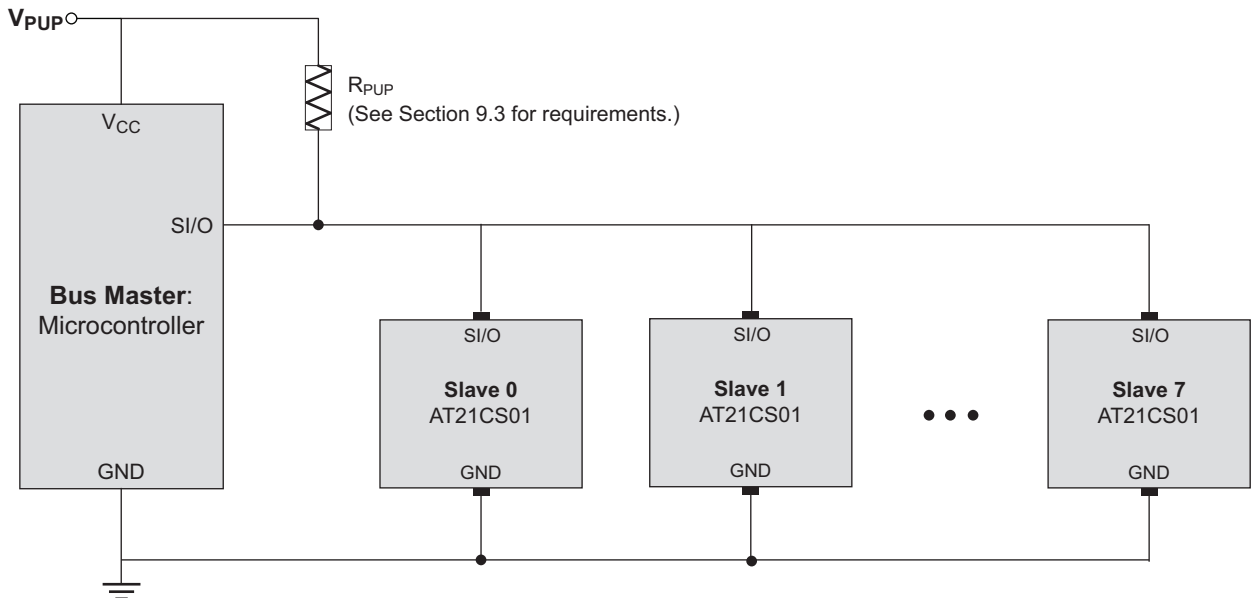 VPUP
RPUP
(See Section 9.3 for requirements.)
VCC
SI/O
Bus Master:
Microcontroller
GND
SI/O
Slave 0
AT21CS01
GND
SI/O
Slave 1
AT21CS01
GND
SI/O
Slave 7
AT21CS01
GND